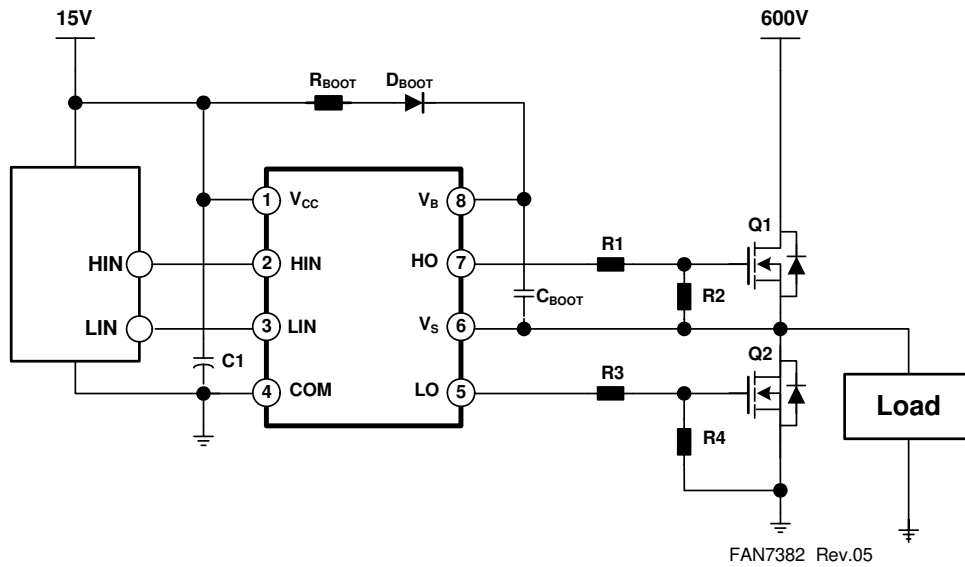 15V
600V
RBOOT
DBOOT
1
VCC
VB
8
Q1
HIN
2
HIN
HO
7
R1
R2
CBOOT
LIN
3
LIN
VS
6
C1
R3
Q2
4
COM
LO
5
R4
Load
FAN7382 Rev.05